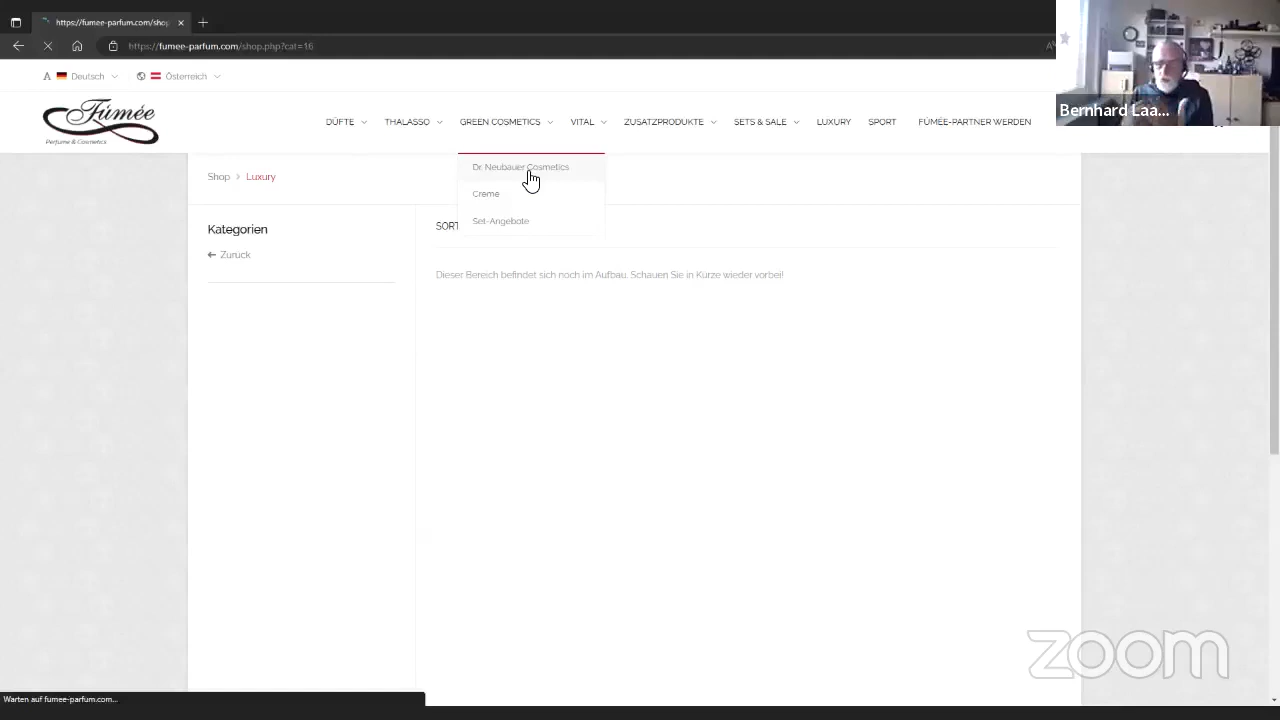 https://fumee-parfum.com/shop
https://fumee-parfum.com/shop.php?cat=16
Deutsch
Österreich
Fúmée
Perfume & Cosmetics
DÜFTE
THALASSO
GREEN COSMETICS
VITAL
ZUSATZPRODUKTE
SETS & SALE
LUXURY
SPORT
FÚMÉE-PARTNER WERDEN
Bernhard Laa...
Dr. Neubauer Cosmetics
Creme
Set-Angebote
Shop > Luxury
Kategorien
Zurück
SORT
Dieser Bereich befindet sich noch im Aufbau. Schauen Sie in Kürze wieder vorbei!
zoom
Warten auf fumee-parfum.com...